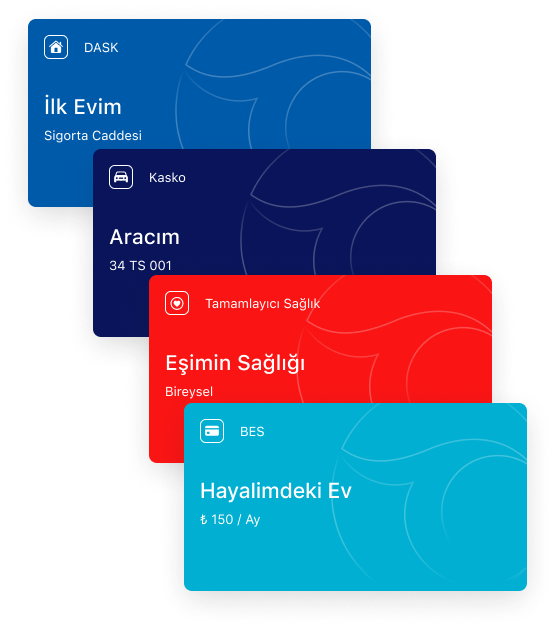 DASK
İlk Evim
Sigorta Caddesi
Kasko
Aracım
34 TS 001
Tamamlayıcı Sağlık
Eşimin Sağlığı
Bireysel
BES
Hayalimdeki Ev
₺ 150 / Ay